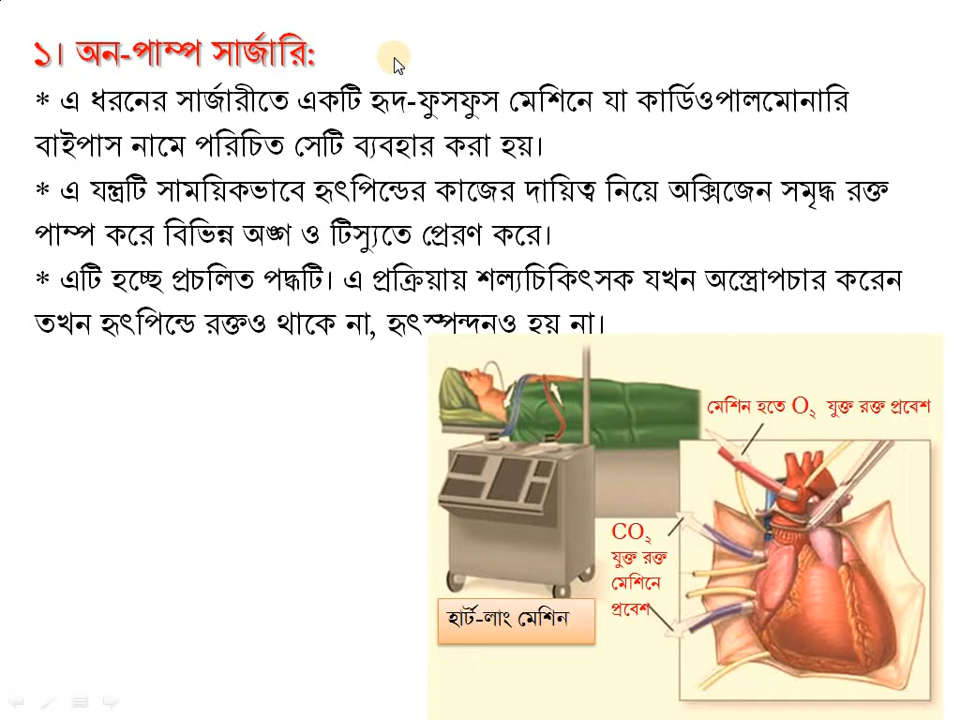 ১। অন-পাম্প সার্জারি:
* এ ধরনের সার্জারীতে একটি হৃদ-ফুসফুস মেশিনে যা কার্ডিওপালমোনারি
বাইপাস নামে পরিচিত সেটি ব্যবহার করা হয়।
* এ যন্ত্রটি সাময়িকভাবে হৃৎপিন্ডের কাজের দায়িত্ব নিয়ে অক্সিজেন সমৃদ্ধ রক্ত
পাম্প করে বিভিন্ন অঙ্গ ও টিস্যুতে প্রেরণ করে।
* এটি হচ্ছে প্রচলিত পদ্ধটি। এ প্রক্রিয়ায় শল্যচিকিৎসক যখন অস্ত্রোপচার করেন
তখন হৃৎপিন্ডে রক্তও থাকে না, হৃৎস্পন্দনও হয় না।
মেশিন হতে O₂ যুক্ত রক্ত প্রবেশ
CO₂
যুক্ত রক্ত
মেশিনে
প্রবেশ
হার্ট-লাং মেশিন